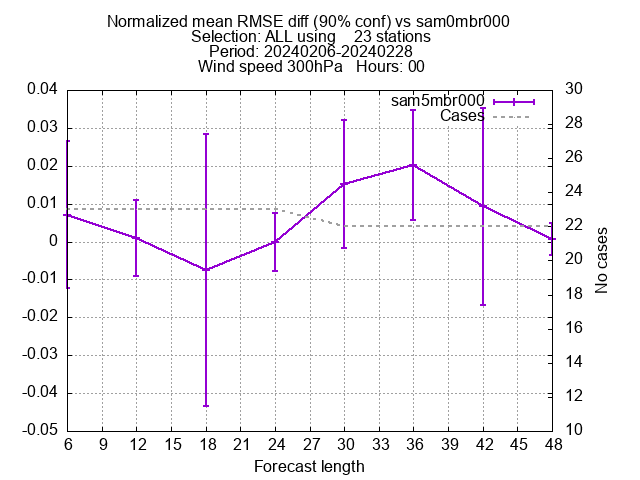 Normalized mean RMSE diff (90% conf) vs sam0mbr000
Selection: ALL using    23 stations
Period: 20240206-20240228
Wind speed 300hPa   Hours: 00
sam5mbr000
Cases
0.04
0.03
0.02
0.01
0
-0.01
-0.02
-0.03
-0.04
-0.05
30
28
26
24
22
20
18
16
14
12
10
No cases
6 9 12 15 18 21 24 27 30 33 36 39 42 45 48
Forecast length